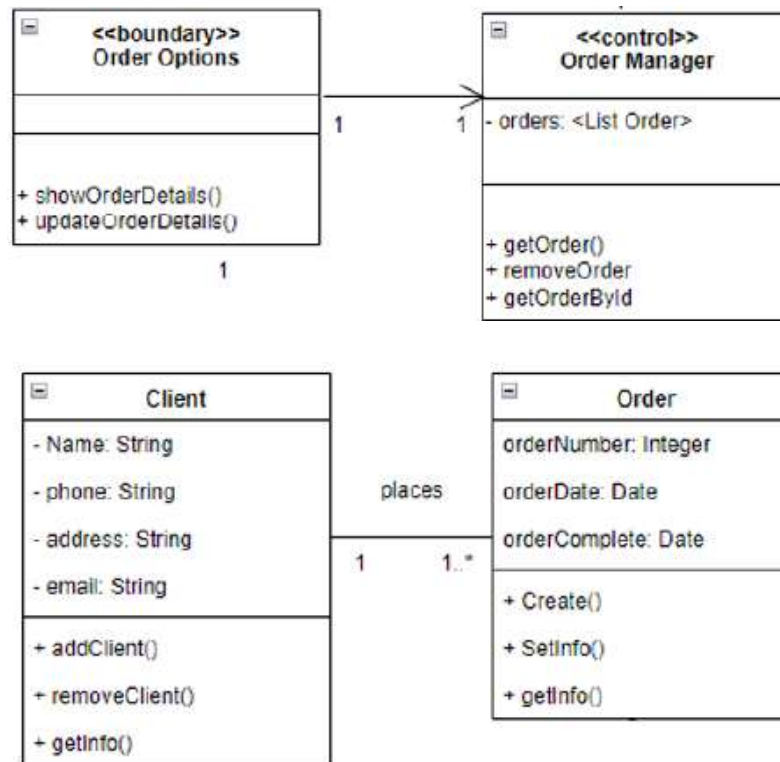 <<boundary>>
Order Options
+ showOrderDetails()
+ updateOrderDetails()
1
1
1
<<control>>
Order Manager
- orders: <List Order>
+ getOrder()
+ removeOrder
+ getOrderById
Client
- Name: String
- phone: String
- address: String
- email: String
+ addClient()
+ removeClient()
+ getInfo()
places
1
1..*
Order
orderNumber: Integer
orderDate: Date
orderComplete: Date
+ Create()
+ SetInfo()
+ getInfo()